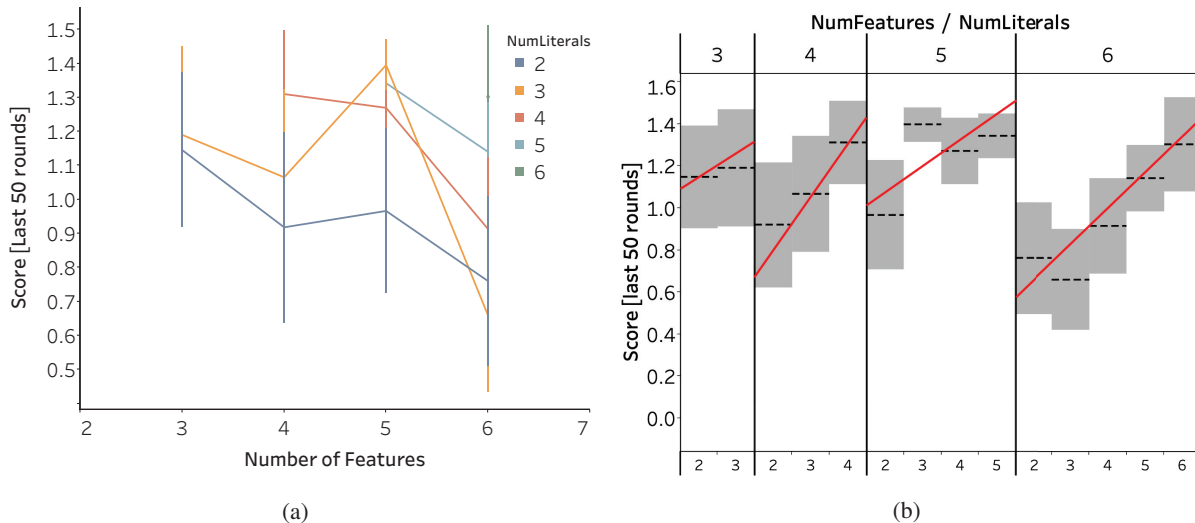 1.5
1.4
1.3
1.2
1.1
1.0
0.9
0.8
0.7
0.6
0.5
Score [Last 50 rounds]
2 3 4 5 6 7
Number of Features
NumLiterals
2
3
4
5
6
(a)
NumFeatures / NumLiterals
3 4 5 6
1.6
1.4
1.2
1.0
0.8
0.6
0.4
0.2
0.0
Score [last 50 rounds]
2 3 2 3 4 2 3 4 5 2 3 4 5 6
(b)